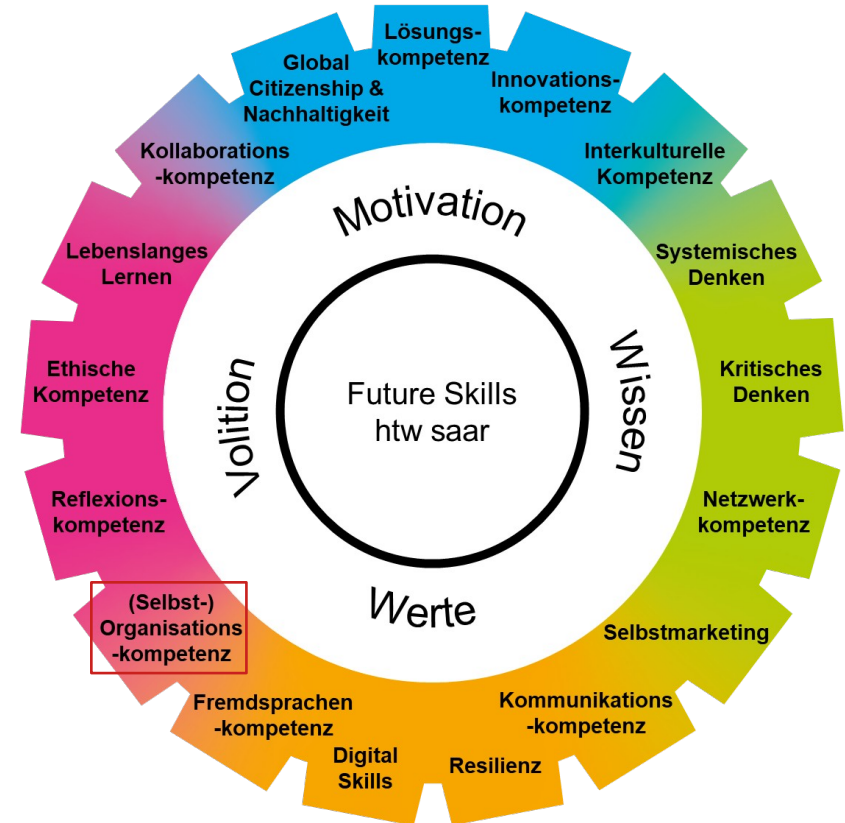 Lösungs-
kompetenz
Innovations-
kompetenz
Interkulturelle
Kompetenz
Systemisches
Denken
Kritisches
Denken
Netzwerk-
kompetenz
Selbstmarketing
Kommunikations
-kompetenz
Resilienz
Digital
Skills
Fremdsprachen
-kompetenz
(Selbst-)
Organisations
-kompetenz
Reflexions-
kompetenz
Ethische
Kompetenz
Lebenslanges
Lernen
Kollaborations
-kompetenz
Global
Citizenship &
Nachhaltigkeit
Motivation
Wissen
Werte
Volition
Future Skills
htw saar